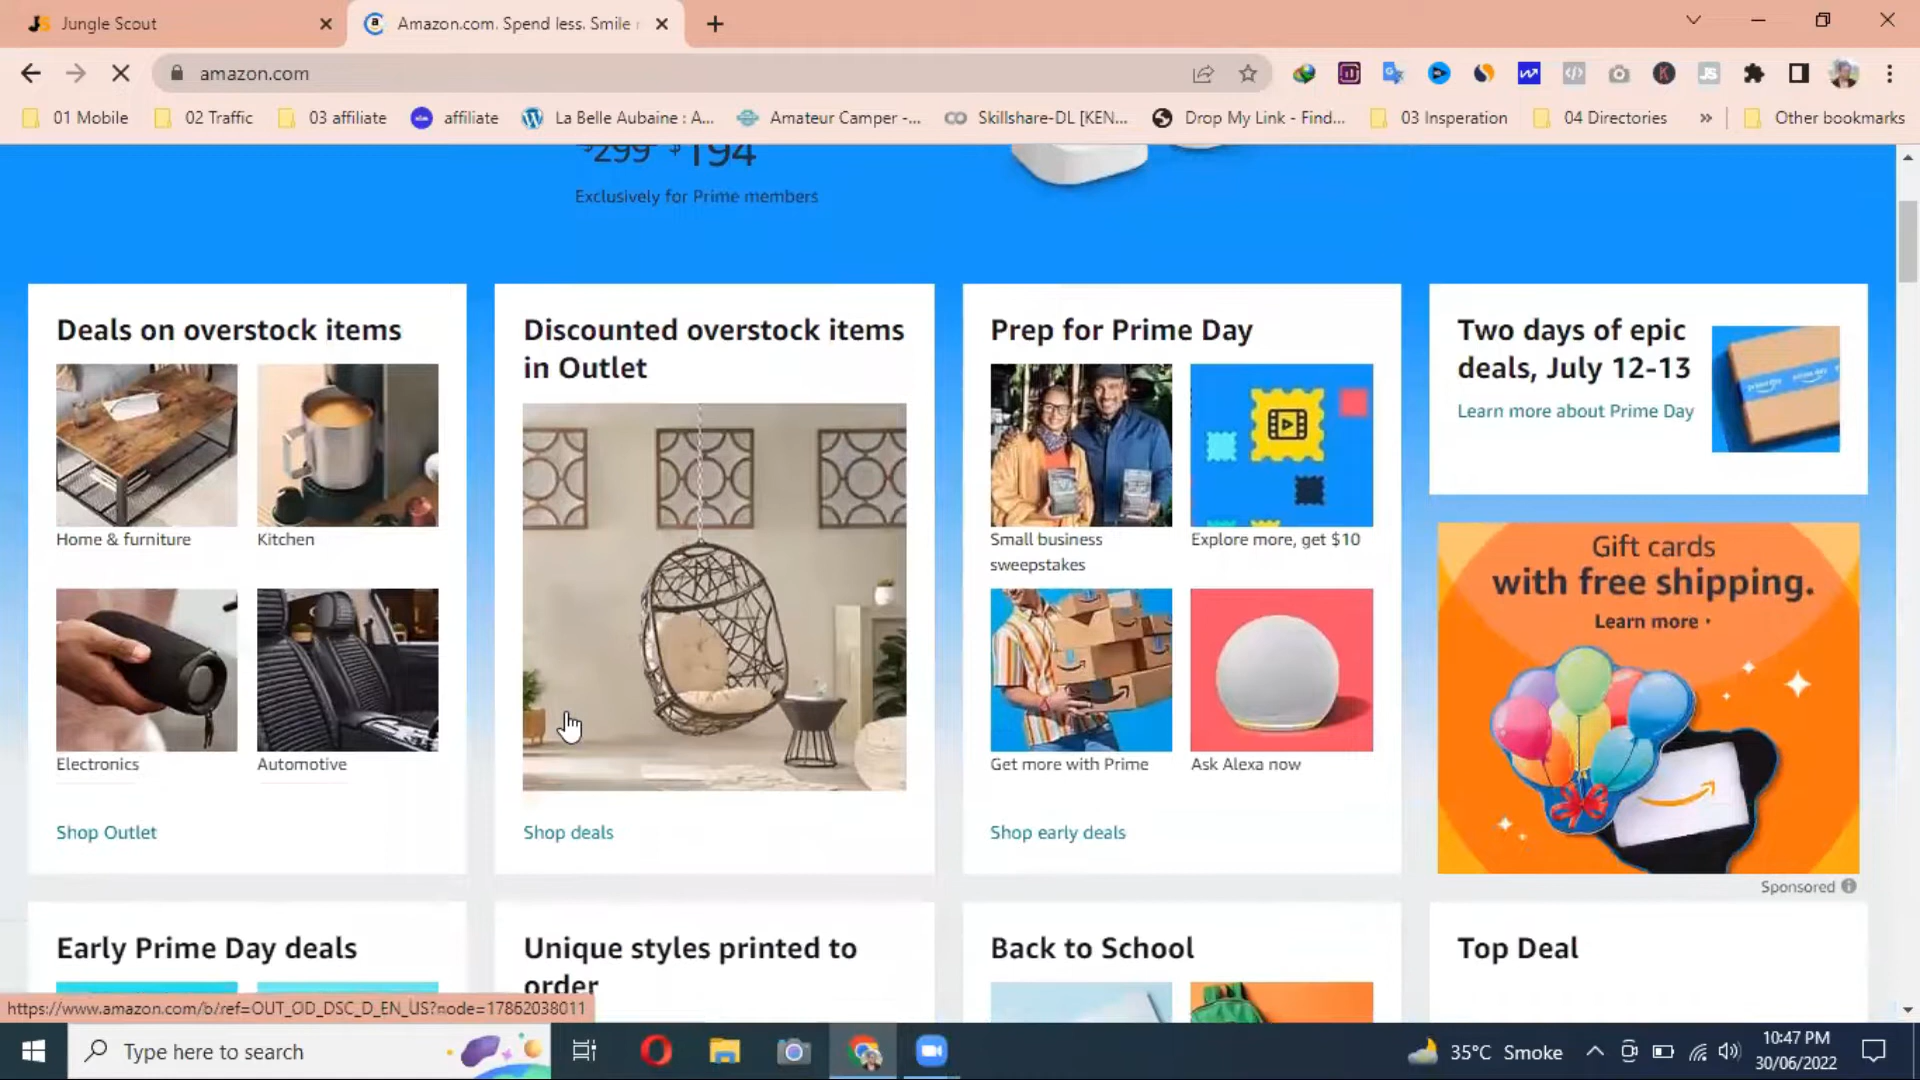 Jungle Scout
Amazon.com. Spend less. Smile
amazon.com
01 Mobile
02 Traffic
03 affiliate
affiliate
La Belle Aubaine : A...
Amateur Camper -...
Skillshare-DL [KEN...
Drop My Link - Find...
03 Insperation
04 Directories
»
Other bookmarks
$299 $194
Exclusively for Prime members
Deals on overstock items
Home & furniture
Kitchen
Electronics
Automotive
Shop Outlet
Discounted overstock items
in Outlet
Shop deals
Prep for Prime Day
Small business
sweepstakes
Explore more, get $10
Get more with Prime
Ask Alexa now
Shop early deals
Two days of epic
deals, July 12-13
Learn more about Prime Day
Gift cards
with free shipping.
Learn more
Sponsored
Early Prime Day deals
Unique styles printed to
order
Back to School
Top Deal
https://www.amazon.com/b/ref=OUT_OD_DSC_D_EN_US?node=17862038011
Type here to search
35°C Smoke
10:47 PM
30/06/2022